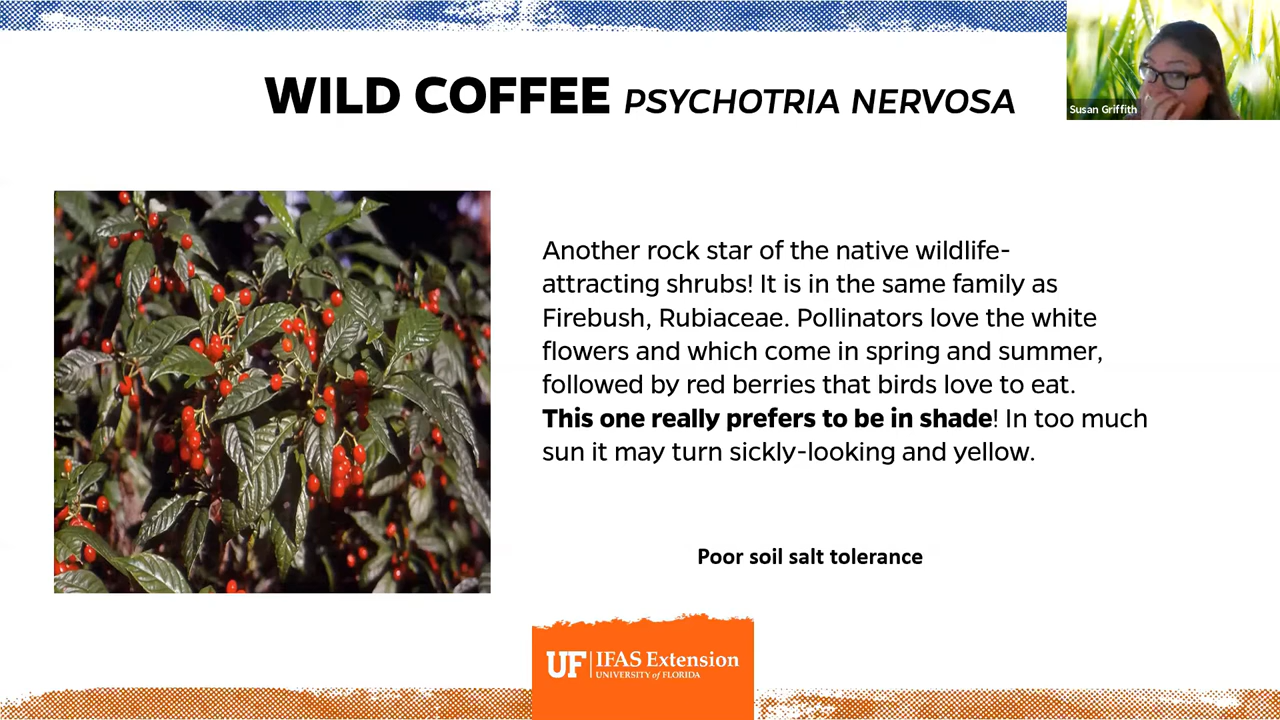 WILD COFFEE PSYCHOTRIA NERVOSA
Susan Griffith
Another rock star of the native wildlife-
attracting shrubs! It is in the same family as
Firebush, Rubiaceae. Pollinators love the white
flowers and which come in spring and summer,
followed by red berries that birds love to eat.
This one really prefers to be in shade! In too much
sun it may turn sickly-looking and yellow.
Poor soil salt tolerance
UF IFAS Extension
UNIVERSITY of FLORIDA